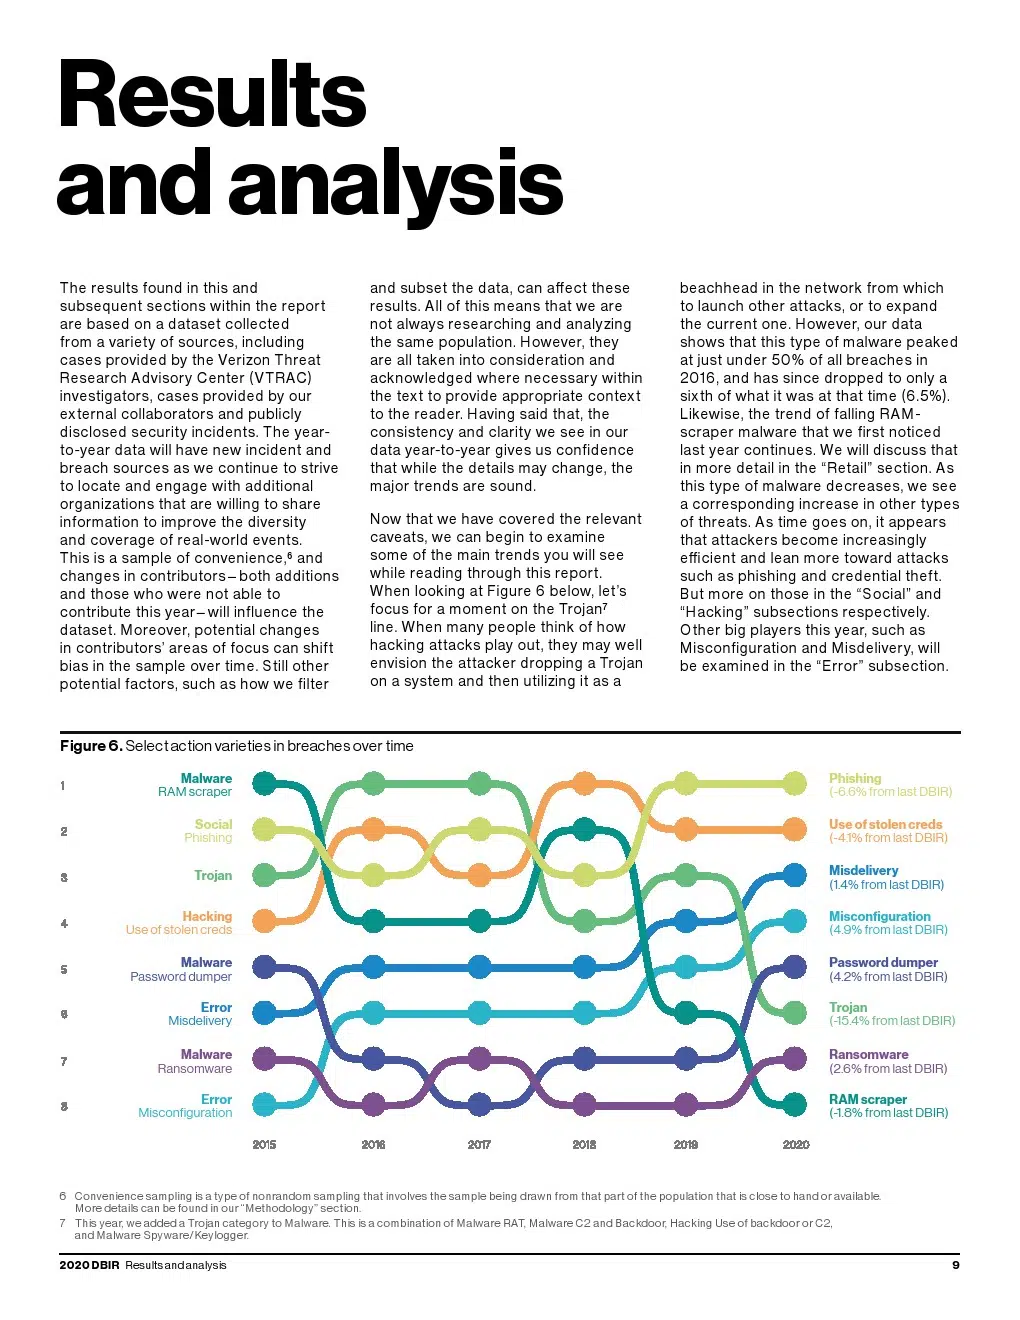 Results
and analysis
The results found in this and
subsequent sections within the report
are based on a dataset collected
from a variety of sources, including
cases provided by the Verizon Threat
Research Advisory Center (VTRAC)
investigators, cases provided by our
external collaborators and publicly
disclosed security incidents. The year-
to-year data will have new incident and
breach sources as we continue to strive
to locate and engage with additional
organizations that are willing to share
information to improve the diversity
and coverage of real-world events.
This is a sample of convenience,⁶ and
changes in contributors—both additions
and those who were not able to
contribute this year—will influence the
dataset. Moreover, potential changes
in contributors’ areas of focus can shift
bias in the sample over time. Still other
potential factors, such as how we filter
and subset the data, can affect these
results. All of this means that we are
not always researching and analyzing
the same population. However, they
are all taken into consideration and
acknowledged where necessary within
the text to provide appropriate context
to the reader. Having said that, the
consistency and clarity we see in our
data year-to-year gives us confidence
that while the details may change, the
major trends are sound.
Now that we have covered the relevant
caveats, we can begin to examine
some of the main trends you will see
while reading through this report.
When looking at Figure 6 below, let’s
focus for a moment on the Trojan⁷
line. When many people think of how
hacking attacks play out, they may well
envision the attacker dropping a Trojan
on a system and then utilizing it as a
beachhead in the network from which
to launch other attacks, or to expand
the current one. However, our data
shows that this type of malware peaked
at just under 50% of all breaches in
2016, and has since dropped to only a
sixth of what it was at that time (6.5%).
Likewise, the trend of falling RAM-
scraper malware that we first noticed
last year continues. We will discuss that
in more detail in the “Retail” section. As
this type of malware decreases, we see
a corresponding increase in other types
of threats. As time goes on, it appears
that attackers become increasingly
efficient and lean more toward attacks
such as phishing and credential theft.
But more on those in the “Social” and
“Hacking” subsections respectively.
Other big players this year, such as
Misconfiguration and Misdelivery, will
be examined in the “Error” subsection.
Figure 6. Select action varieties in breaches over time
1
Malware
RAM scraper
Phishing
(-6.6% from last DBIR)
2
Social
Phishing
Use of stolen creds
(-4.1% from last DBIR)
3
Trojan
Misdelivery
(1.4% from last DBIR)
4
Hacking
Use of stolen creds
Misconfiguration
(4.9% from last DBIR)
5
Malware
Password dumper
Password dumper
(4.2% from last DBIR)
6
Error
Misdelivery
Trojan
(-15.4% from last DBIR)
7
Malware
Ransomware
Ransomware
(2.6% from last DBIR)
8
Error
Misconfiguration
RAM scraper
(-1.8% from last DBIR)
2015 2016 2017 2018 2019 2020
6 Convenience sampling is a type of nonrandom sampling that involves the sample being drawn from that part of the population that is close to hand or available.
More details can be found in our “Methodology” section.
7 This year, we added a Trojan category to Malware. This is a combination of Malware RAT, Malware C2 and Backdoor, Hacking Use of backdoor or C2,
and Malware Spyware/Keylogger.
2020 DBIR Results and analysis 9